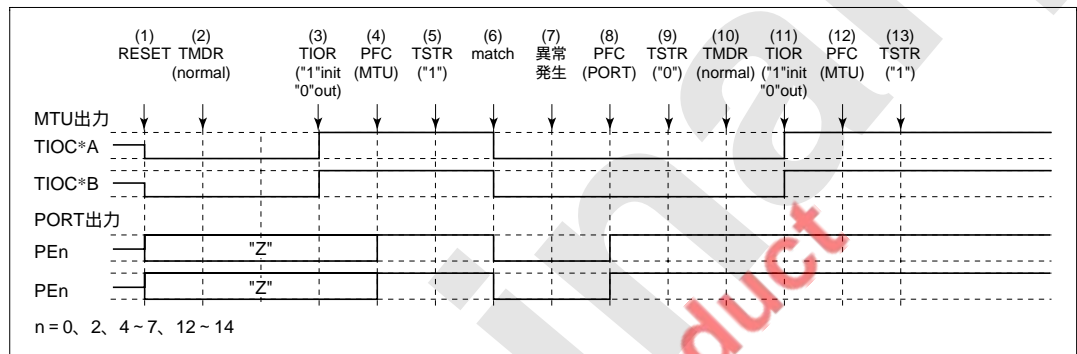 (1) (2) (3) (4) (5) (6) (7) (8) (9) (10) (11) (12) (13)
RESET TMDR TIOR PFC TSTR match 異常 PFC TSTR TMDR TIOR PFC TSTR
(normal) ("1"init (MTU) ("1") 発生 (PORT) ("0") (normal) ("1"init (MTU) ("1")
"0"out) "0"out)
MTU出力
TIOC*A
TIOC*B
PORT出力
PEn "Z"
PEn "Z"
n = 0、2、4 ~ 7、12 ~ 14